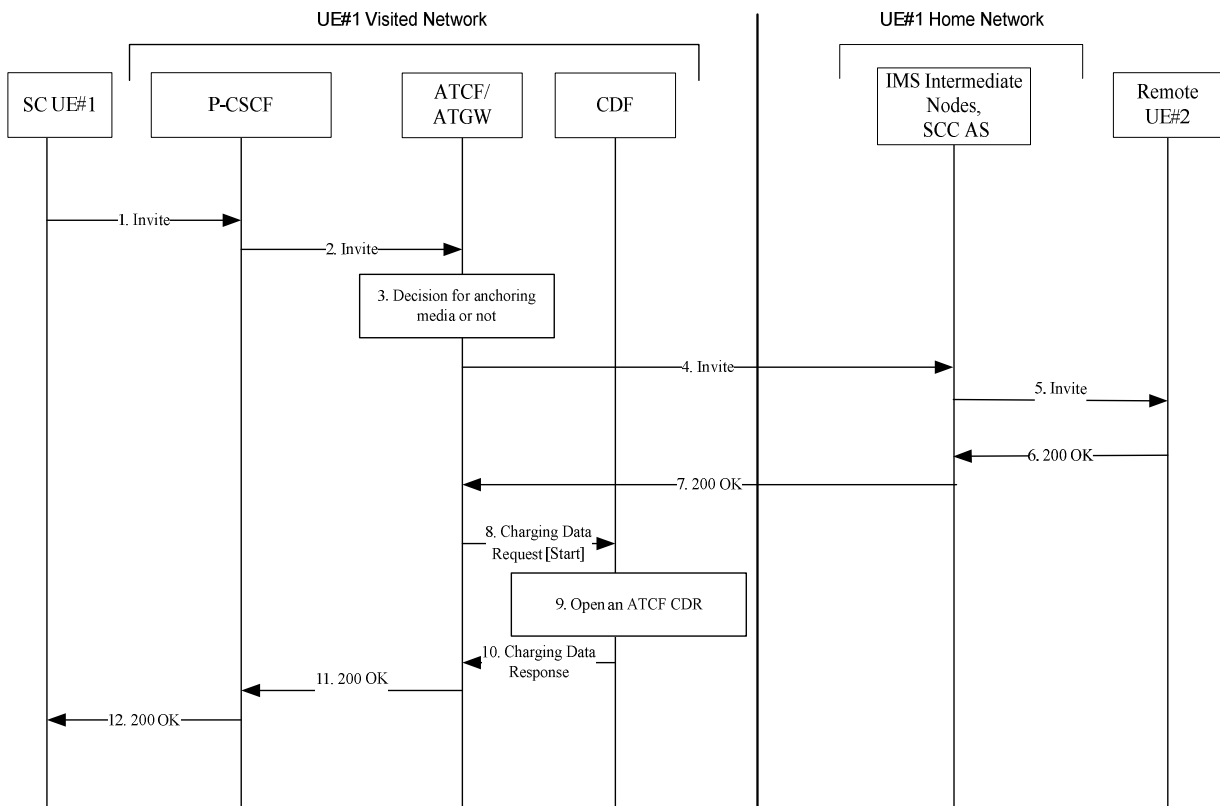 UE#1 Visited Network
UE#1 Home Network
SC UE#1
P-CSCF
ATCF/
ATGW
CDF
IMS Intermediate
Nodes,
SCC AS
Remote
UE#2
1. Invite
2. Invite
3. Decision for anchoring
media or not
4. Invite
5. Invite
6. 200 OK
7. 200 OK
8. Charging Data
Request [Start]
9. Open an ATCF CDR
10. Charging Data
Response
11. 200 OK
12. 200 OK